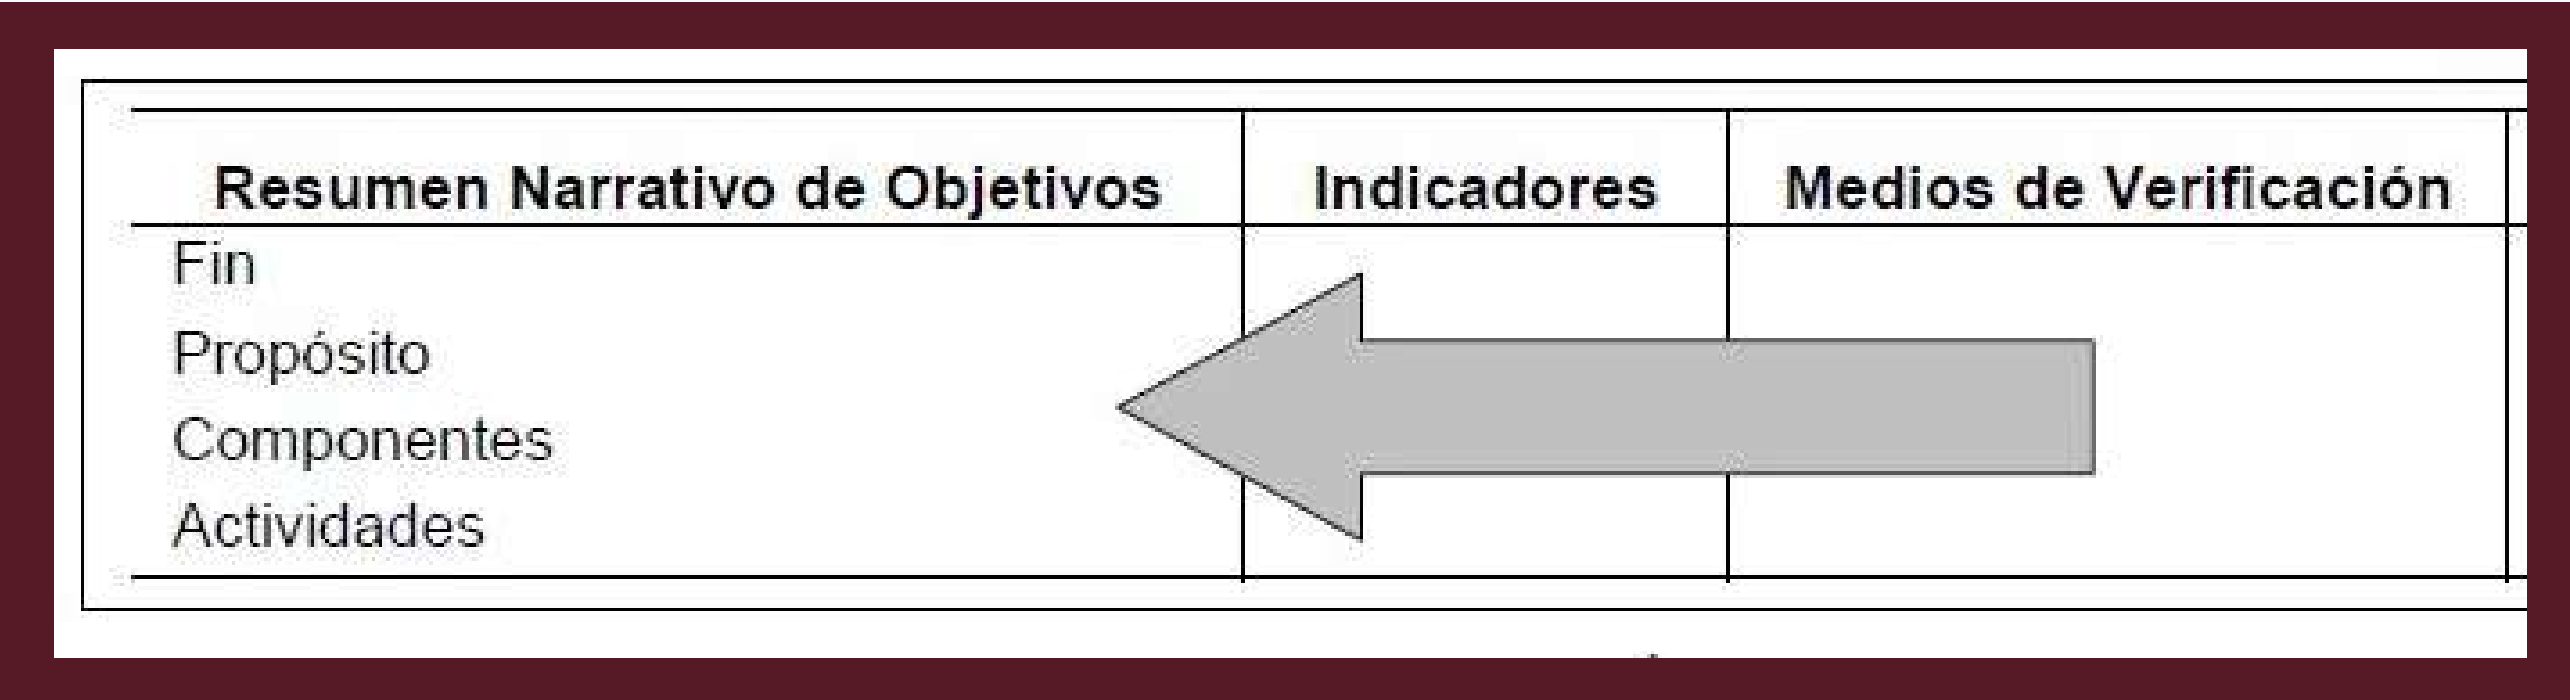 Resumen Narrativo de Objetivos Indicadores Medios de Verificación
Fin
Propósito
Componentes
Actividades